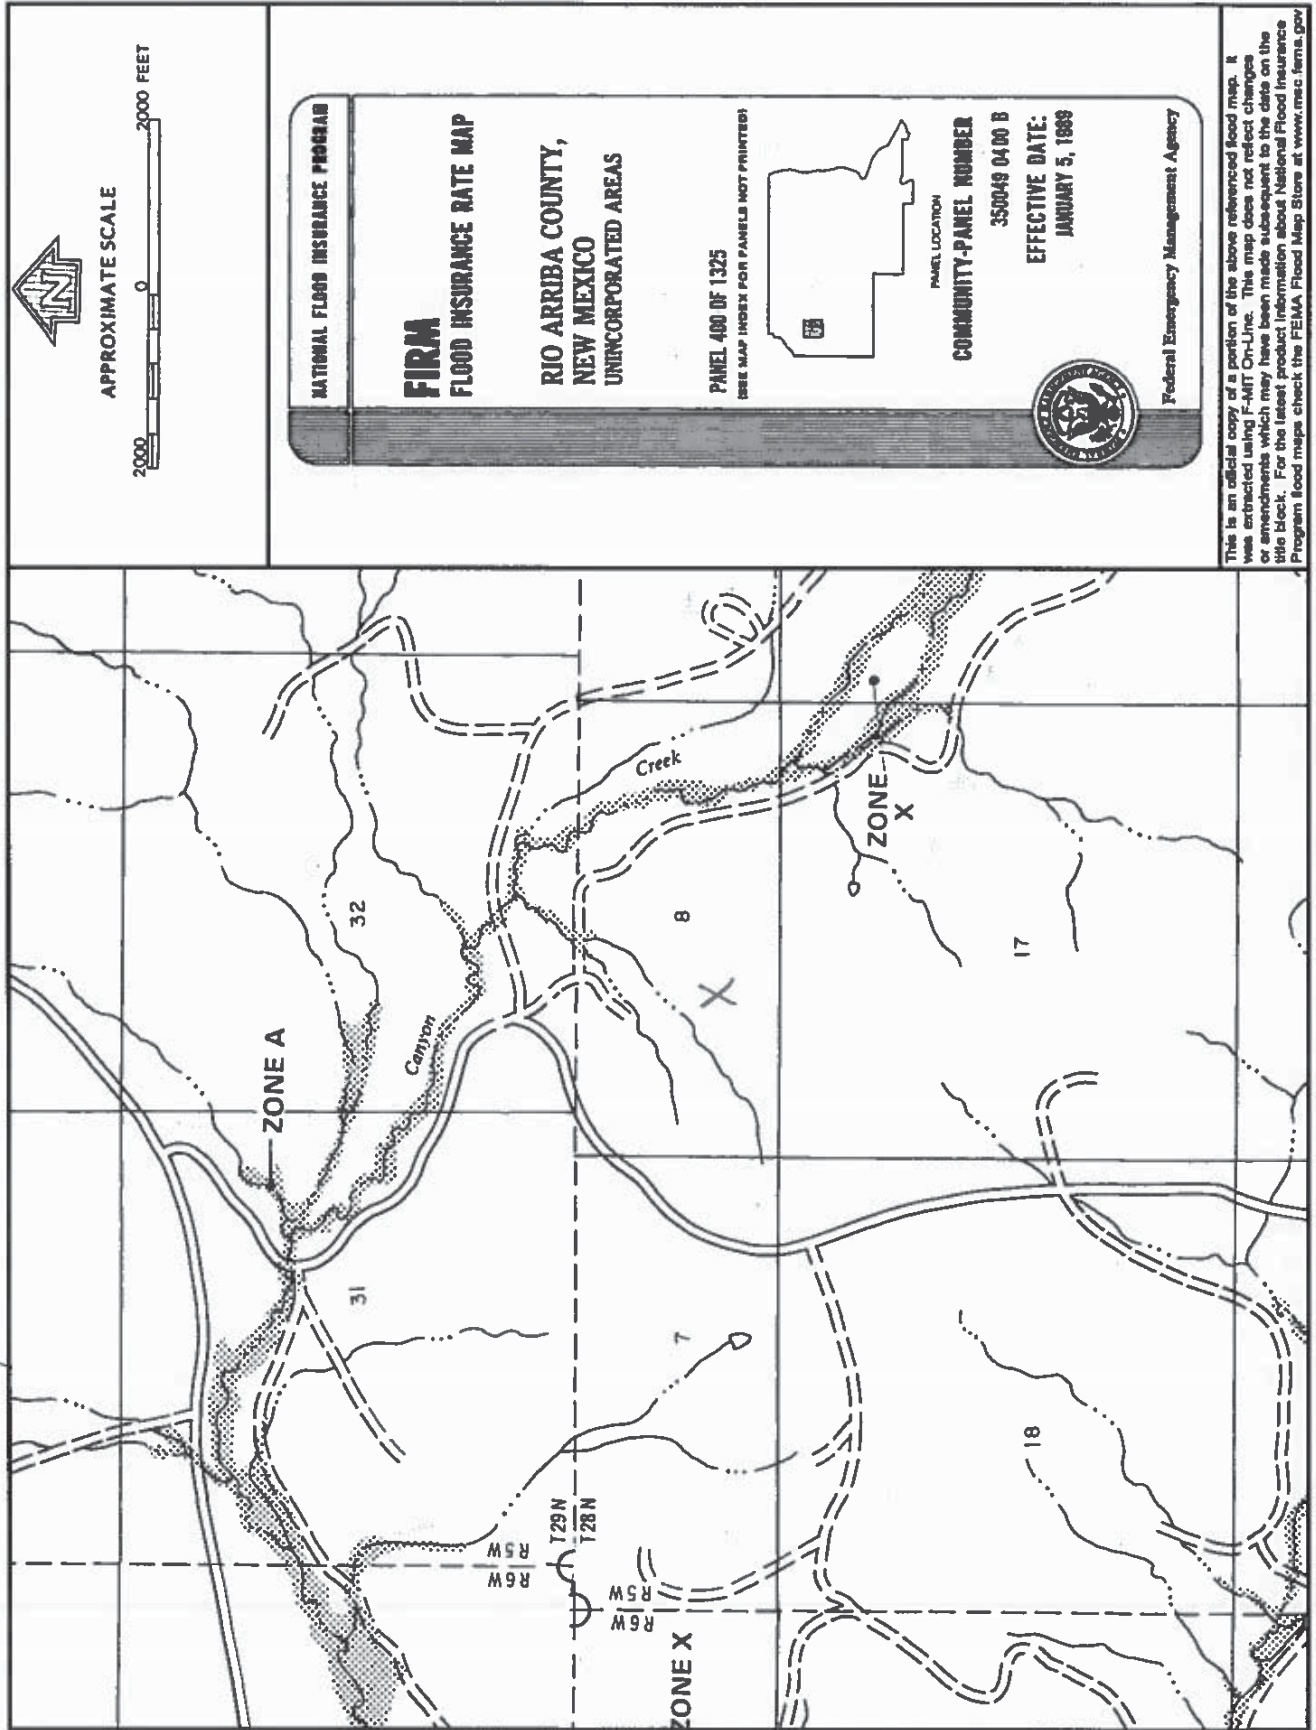 APPROXIMATE SCALE
2000 0 2000 FEET
N
NATIONAL FLOOD INSURANCE PROGRAM
FIRM
FLOOD INSURANCE RATE MAP
RIO ARRIBA COUNTY,
NEW MEXICO
UNINCORPORATED AREAS
PANEL 400 OF 1325
(SEE MAP INDEX FOR PANELS NOT PRINTED)
PANEL LOCATION
COMMUNITY-PANEL NUMBER
350049 0400 B
EFFECTIVE DATE:
JANUARY 5, 1989
Federal Emergency Management Agency
This is an official copy of a portion of the above referenced flood map. It
was extracted using F-MIT On-Line. This map does not reflect changes
or amendments which may have been made subsequent to the date on the
title block. For the latest product information about National Flood Insurance
Program flood maps check the FEMA Flood Map Store at www.msc.fema.gov
ZONE A
32
31
Canyon
Creek
T29N
T28N
R6W R5W
R6W R5W
ZONE X
7
8
X
ZONE
X
18
17